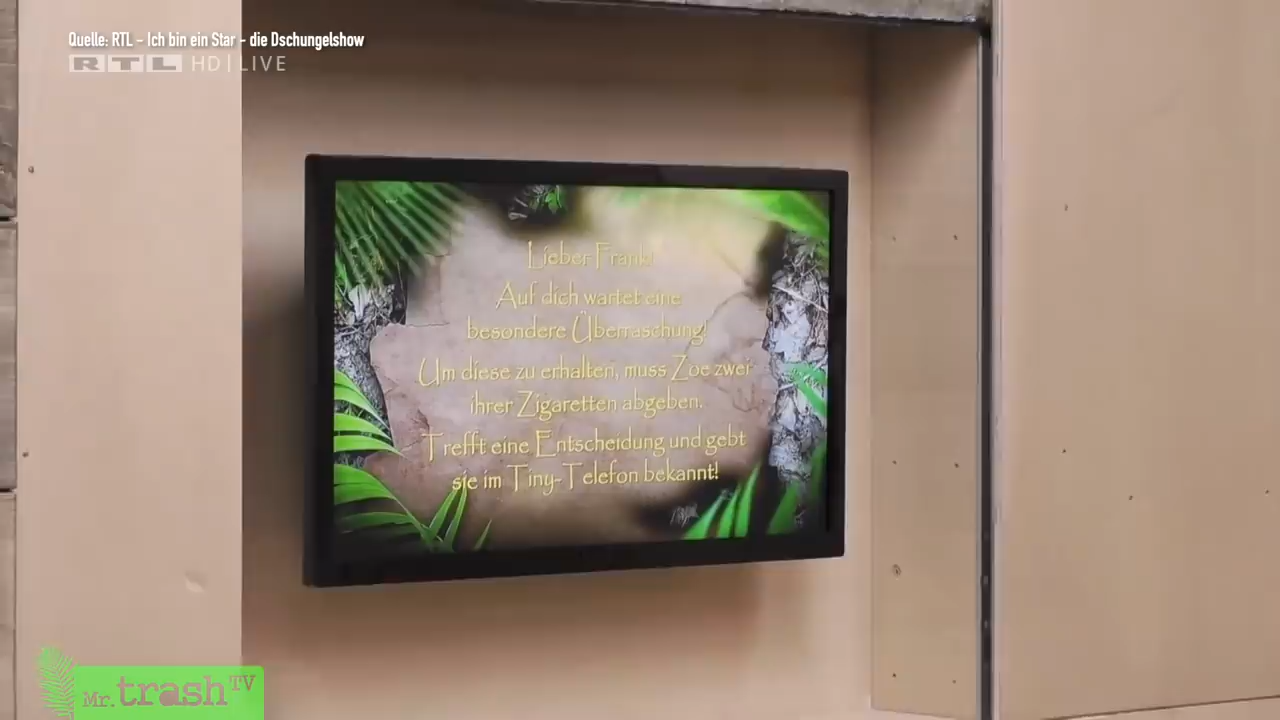 Quelle: RTL - Ich bin ein Star - die Dschungelshow
RTL HD|LIVE
Lieber Frank!
Auf dich wartet eine
besondere Überraschung!
Um diese zu erhalten, muss Zoe zwei
ihrer Zigaretten abgeben.
Trefft eine Entscheidung und gebt
sie im Tiny-Telefon bekannt!
Mr. trash TV